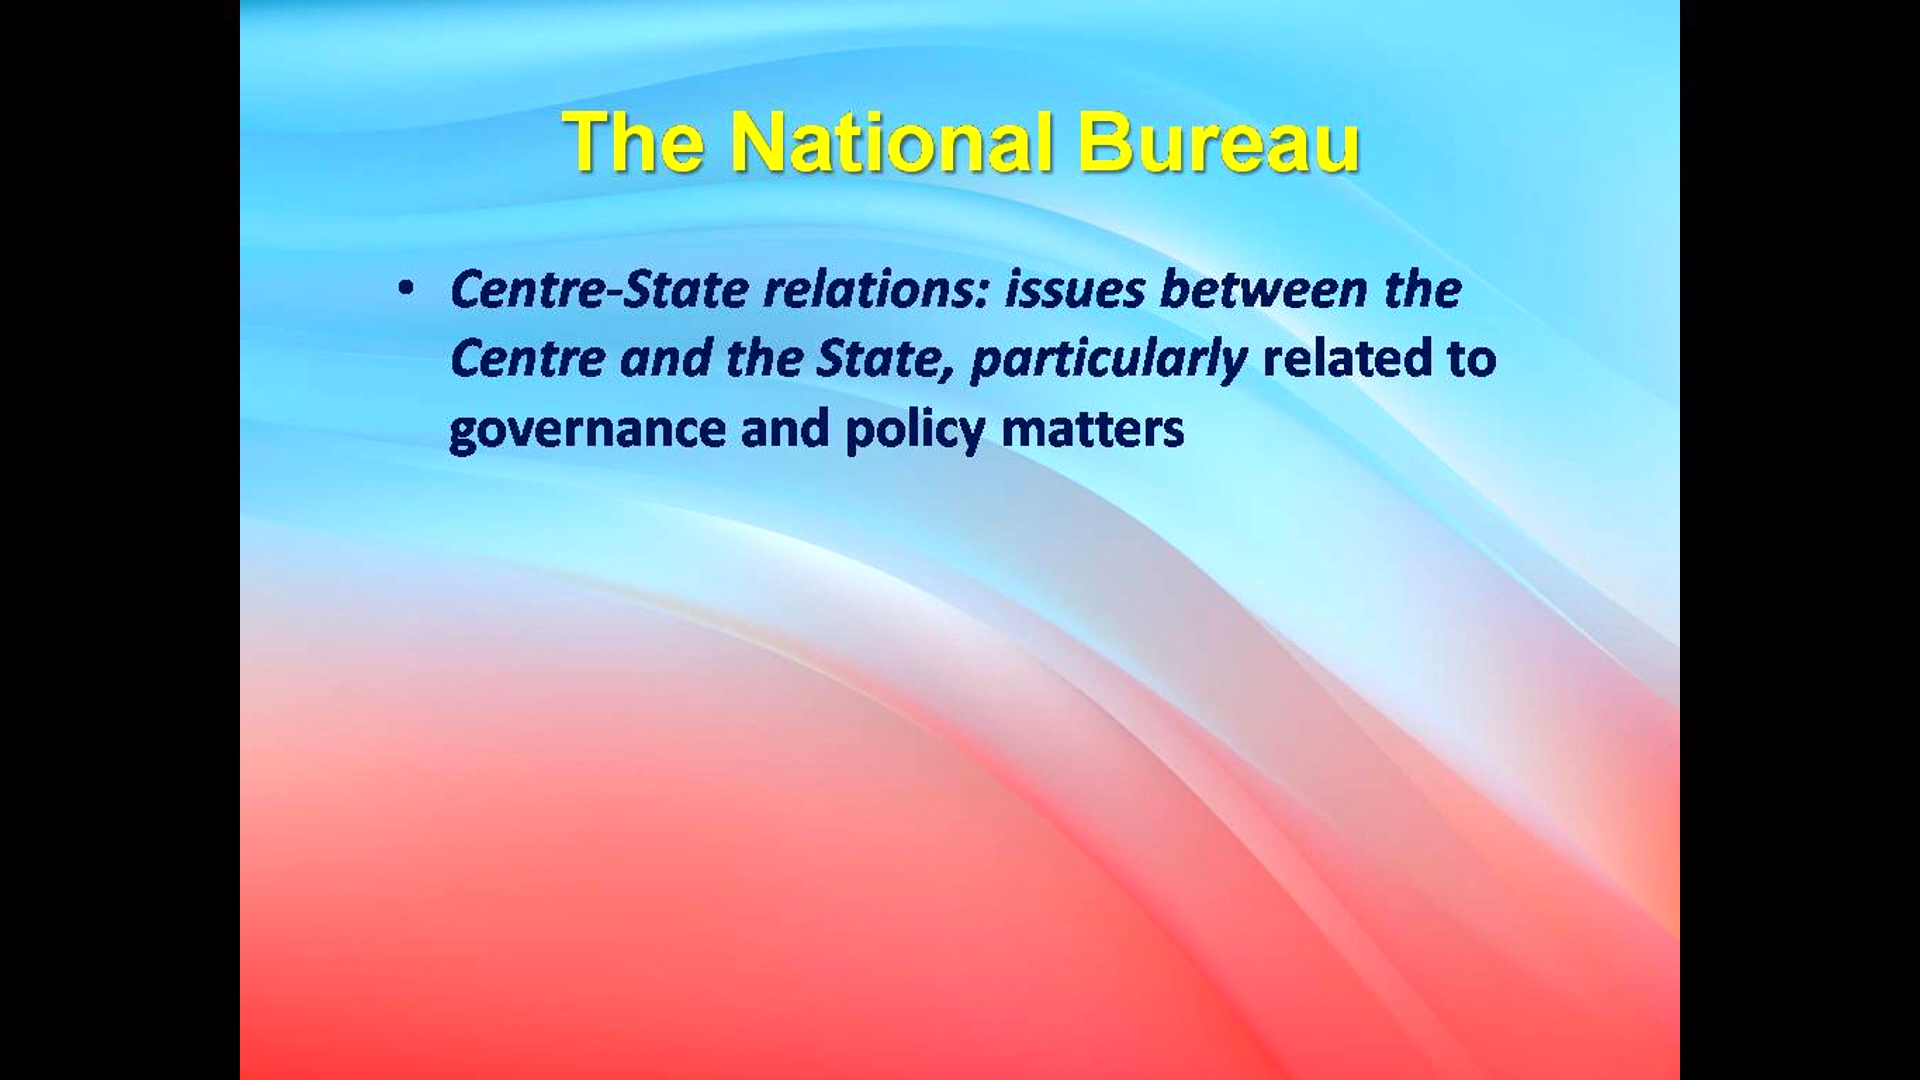 The National Bureau
• Centre-State relations: issues between the
Centre and the State, particularly related to
governance and policy matters